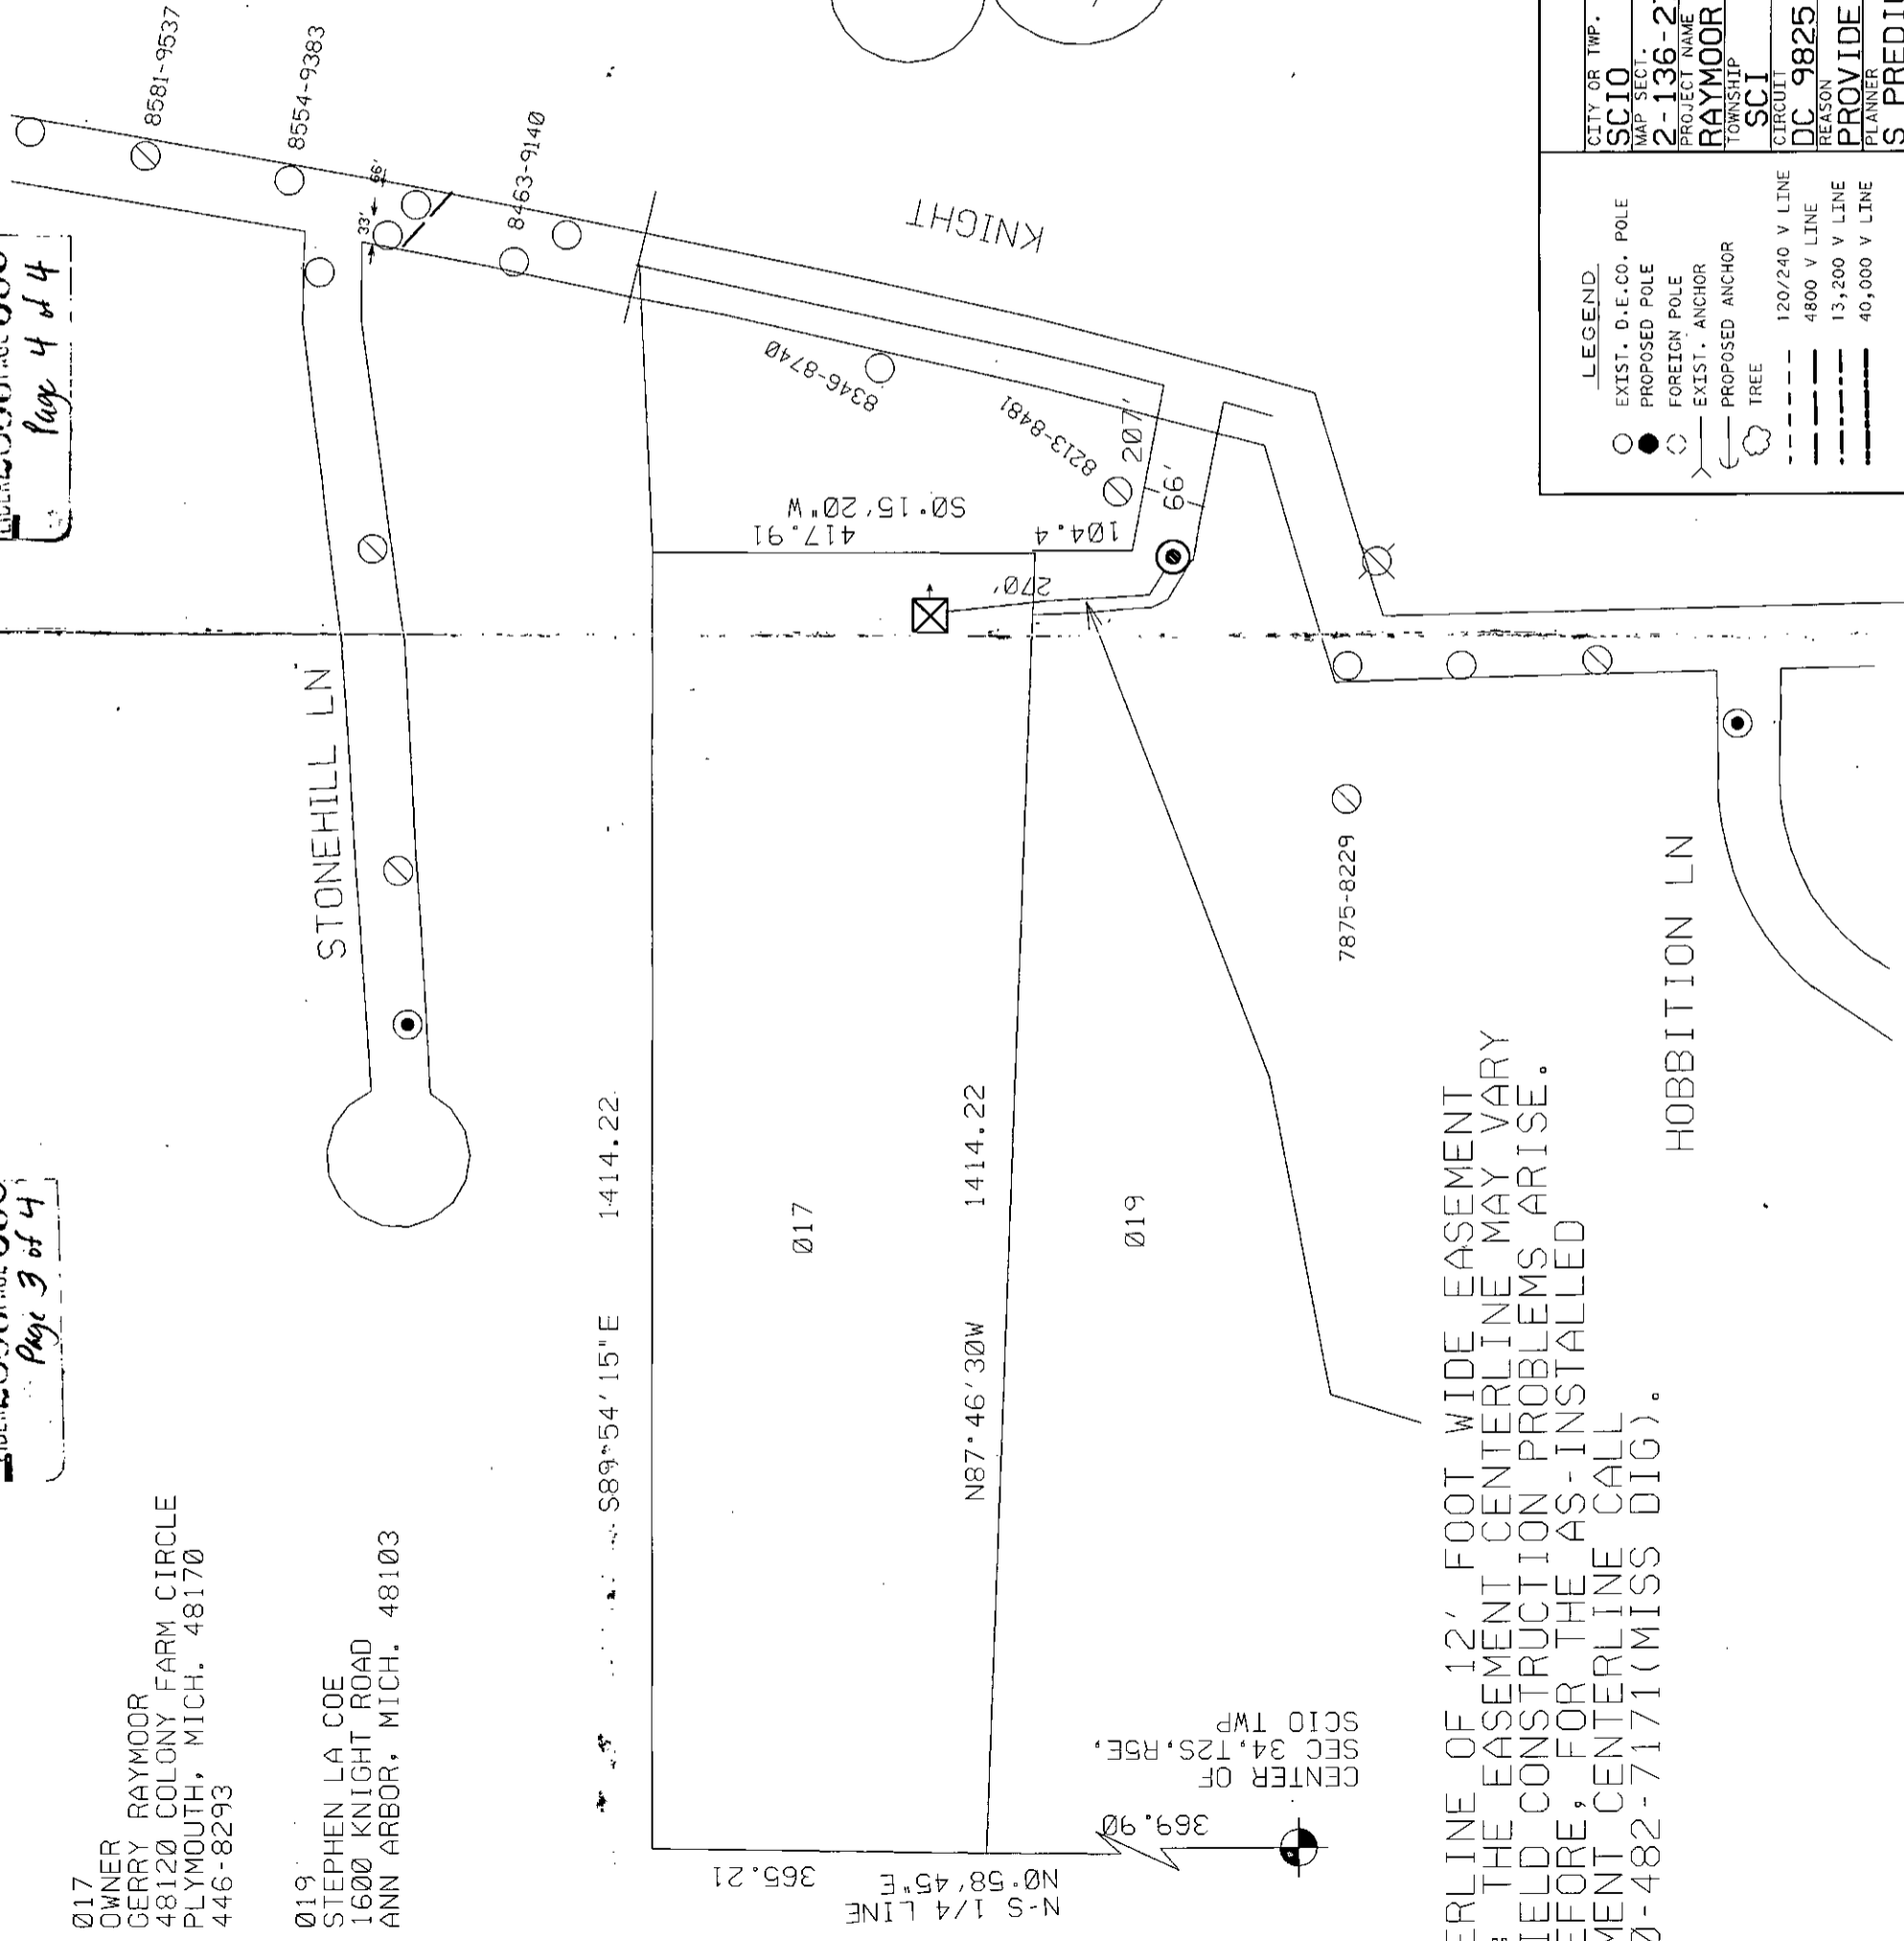 Page 4 of 4
Page 3 of 4
017
OWNER
GERRY RAYMOOR
48120 COLONY FARM CIRCLE
PLYMOUTH, MICH. 48170
446-8293
019
STEPHEN LA COE
1600 KNIGHT ROAD
ANN ARBOR, MICH. 48103
STONEHILL LN
8581-9537
8554-9383
33'
66'
8463-9140
KNIGHT
8346-8740
8213-8481
207'
66'
S0°15'20"W
417.91
104.4
270'
S89°54'15"E 1414.22
017
N87°46'30W 1414.22
019
7875-8229
HOBBITION LN
N-S 1/4 LINE
N0°58'45"E 365.21
369.90
CENTER OF
SEC 34, T2S, R5E,
SCIO TWP
ERLINE OF 12' FOOT WIDE EASEMENT
THE EASEMENT CENTERLINE MAY VARY
IELD CONSTRUCTION PROBLEMS ARISE.
EFORE, FOR THE AS-INSTALLED
MENT CENTERLINE CALL
0-482-7171(MISS DIG).
LEGEND
EXIST. D.E.CO. POLE
PROPOSED POLE
FOREIGN POLE
EXIST. ANCHOR
PROPOSED ANCHOR
TREE
120/240 V LINE
4800 V LINE
13,200 V LINE
40,000 V LINE
CITY OR TWP.
SCIO
MAP SECT.
2-136-2
PROJECT NAME
RAYMOOR
TOWNSHIP
SCI
CIRCUIT
DC 9825
REASON
PROVIDE
PLANNER
S PREDI